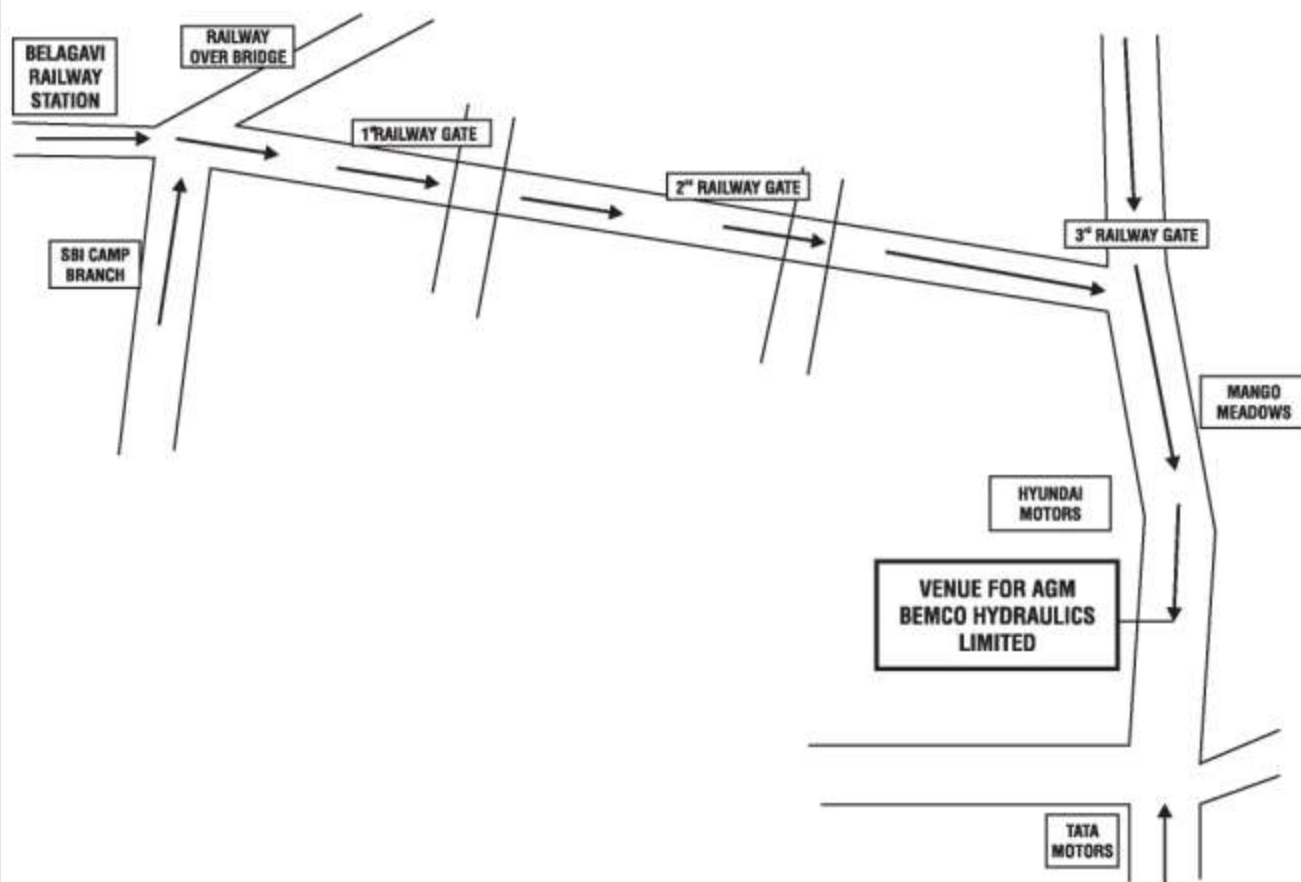 BELAGAVI
RAILWAY
STATION
RAILWAY
OVER BRIDGE
1st RAILWAY GATE
2nd RAILWAY GATE
3rd RAILWAY GATE
SBI CAMP
BRANCH
MANGO
MEADOWS
HYUNDAI
MOTORS
VENUE FOR AGM
BEMCO HYDRAULICS
LIMITED
TATA
MOTORS